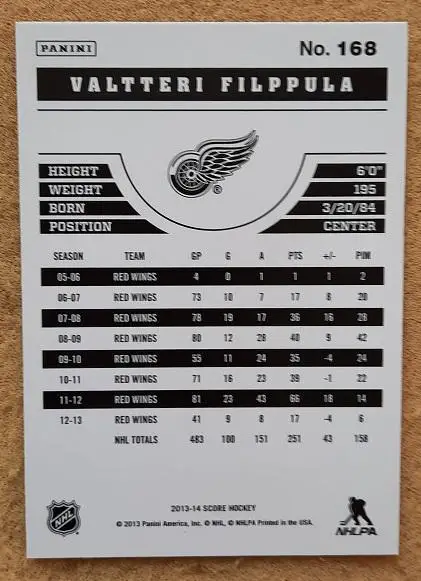 PANINI No. 168
VALTTERI FILPPULA
®
HEIGHT 6'0"
WEIGHT 195
BORN 3/20/84
POSITION CENTER
SEASON TEAM GP G A PTS +/- PIM
05-06 RED WINGS 4 0 1 1 1 2
06-07 RED WINGS 73 10 7 17 8 20
07-08 RED WINGS 78 19 17 36 16 28
08-09 RED WINGS 80 12 28 40 9 42
09-10 RED WINGS 55 11 24 35 -4 24
10-11 RED WINGS 71 16 23 39 -1 22
11-12 RED WINGS 81 23 43 66 18 14
12-13 RED WINGS 41 9 8 17 -4 6
NHL TOTALS 483 100 151 251 43 158
NHL
2013-14 SCORE HOCKEY
© 2013 Panini America, Inc. © NHL, © NHLPA Printed in the USA.
NHLPA